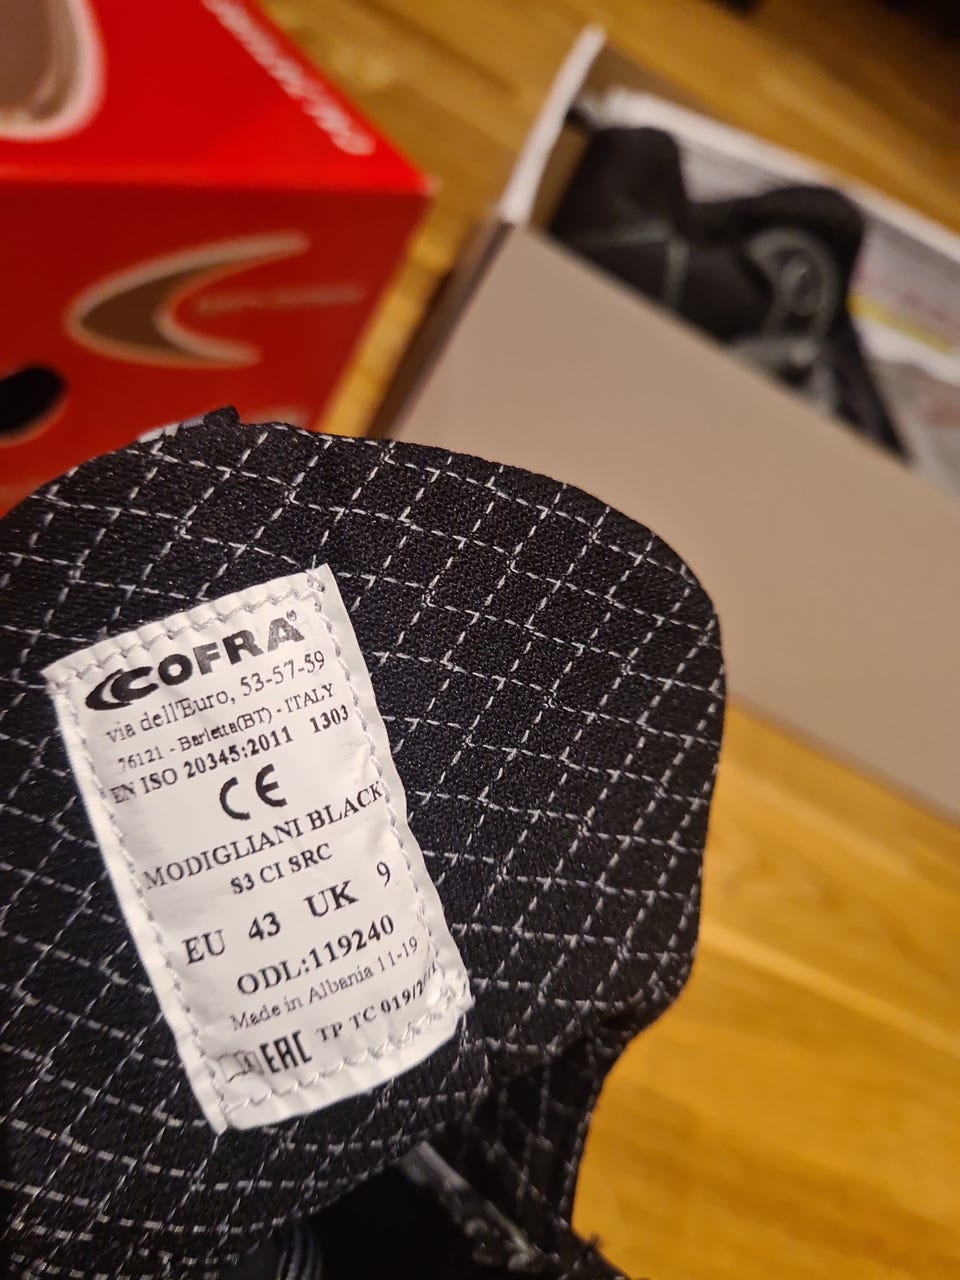 COFRA®
via dell'Euro, 53-57-59
76121 - Barletta(BT) - ITALY
EN ISO 20345:2011 1303
CE
MODIGLIANI BLACK
S3 CI SRC
EU 43 UK 9
ODL:119240
Made in Albania 11-19
EAC TP TC 019/2011